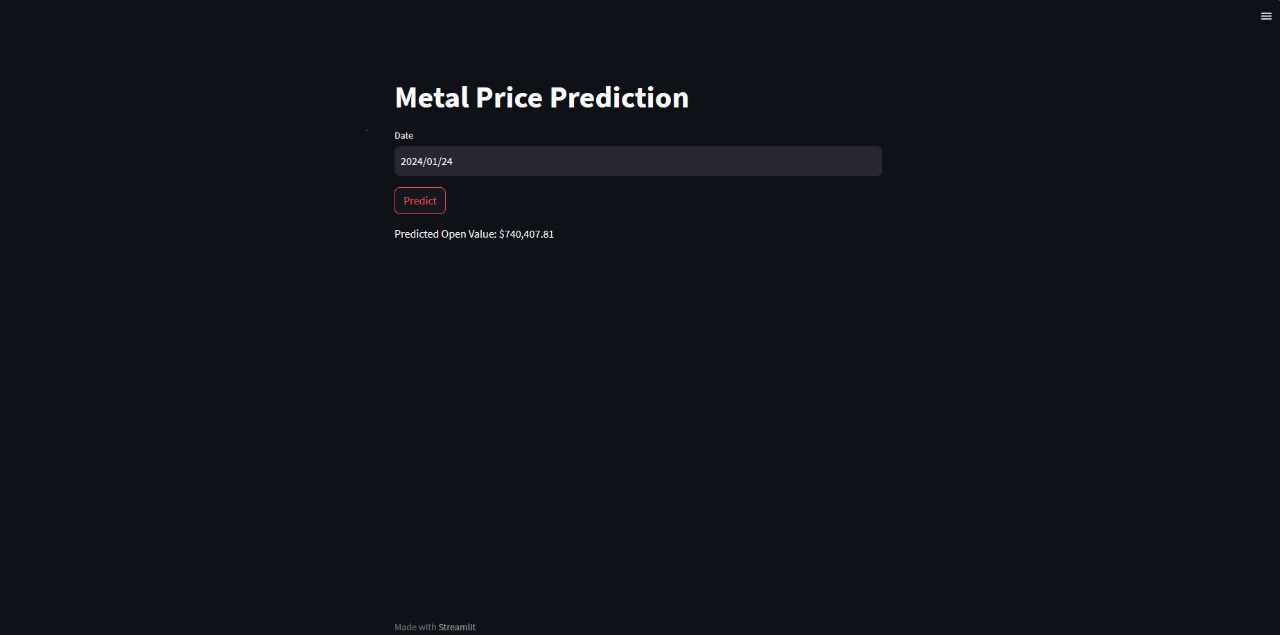 Metal Price Prediction
Date
2024/01/24
Predict
Predicted Open Value: $740,407.81
Made with Streamlit